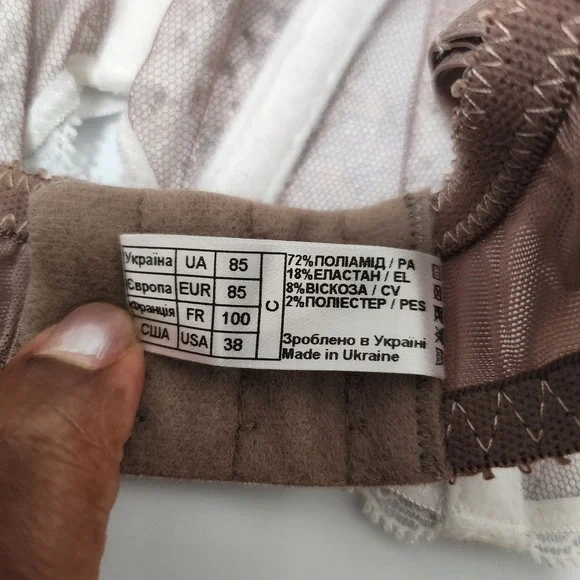 Україна UA 85
Європа EUR 85
Франція FR 100
США USA 38
C
72%ПОЛІАМІД / PA
18%ЕЛАСТАН / EL
8%ВІСКОЗА / CV
2%ПОЛІЕСТЕР / PES
Зроблено в Україні
Made in Ukraine